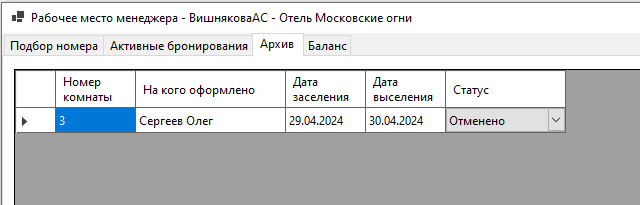 Рабочее место менеджера - ВишняковаАС - Отель Московские огни
Подбор номера Активные бронирования Архив Баланс
Номер комнаты На кого оформлено Дата заселения Дата выселения Статус
3 Сергеев Олег 29.04.2024 30.04.2024 Отменено